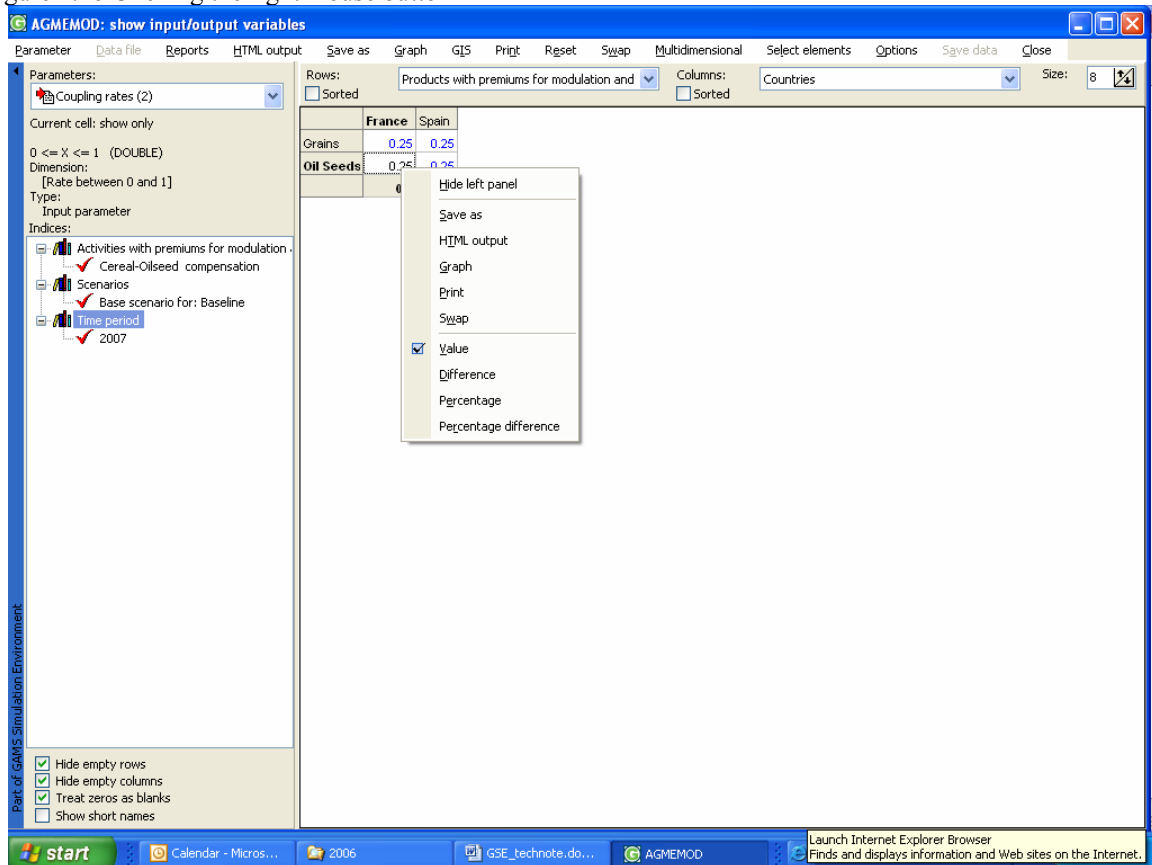 AGMEMOD: show input/output variables
Parameter Data file Reports HTML output Save as Graph GIS Print Reset Swap Multidimensional Select elements Options Save data Close
Parameters:
Coupling rates (2)
Current cell: show only
0 <= X <= 1 (DOUBLE)
Dimension:
[Rate between 0 and 1]
Type:
Input parameter
Indices:
Activities with premiums for modulation
Cereal-Oilseed compensation
Scenarios
Base scenario for: Baseline
Time period
2007
Part of GAMS Simulation Environment
Hide empty rows
Hide empty columns
Treat zeros as blanks
Show short names
Rows:
Sorted
Products with premiums for modulation and
Columns:
Sorted
Countries
Size: 8
France Spain
Grains 0.25 0.25
Oil Seeds 0.25 0.25
Hide left panel
Save as
HTML output
Graph
Print
Swap
Value
Difference
Percentage
Percentage difference
start
Calendar - Micros...
2006
GSE_technote.do...
AGMEMOD
Launch Internet Explorer Browser
Finds and displays information and Web sites on the Internet.